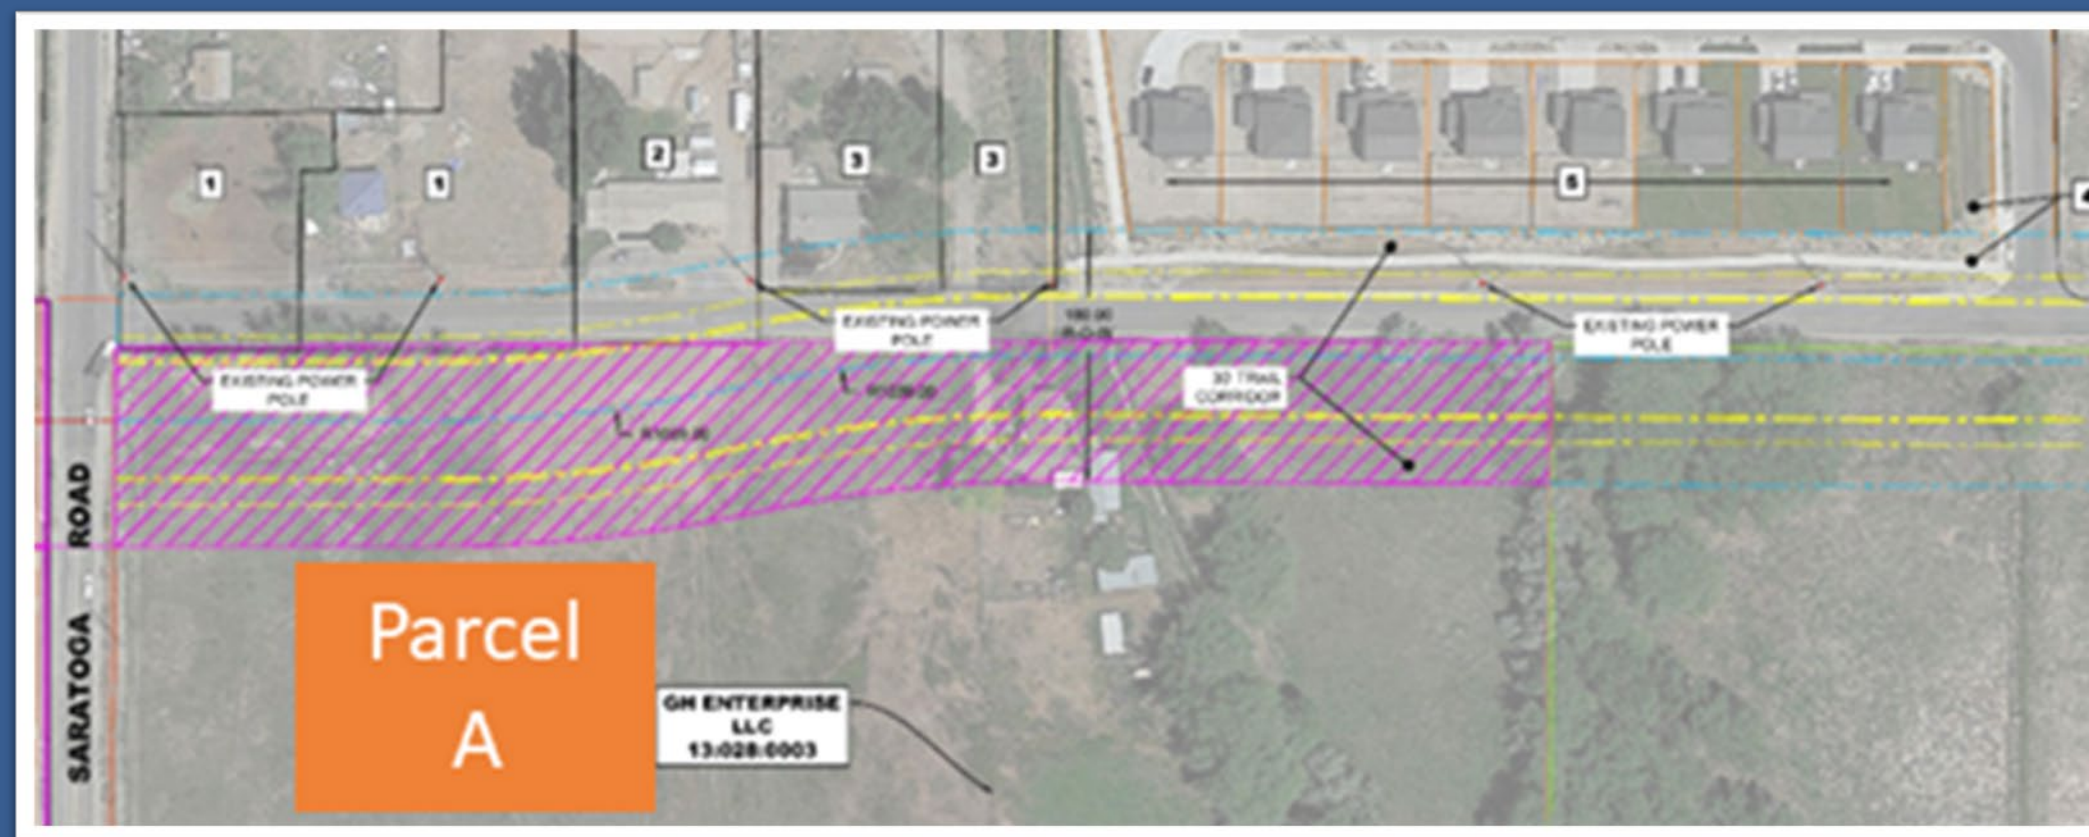 1
1
2
3
3
5
EXISTING POWER
POLE
EXISTING POWER
POLE
EXISTING POWER
POLE
30' TRAIL
CORRIDOR
SARATOGA ROAD
Parcel
A
GH ENTERPRISE
LLC
13:028:0003